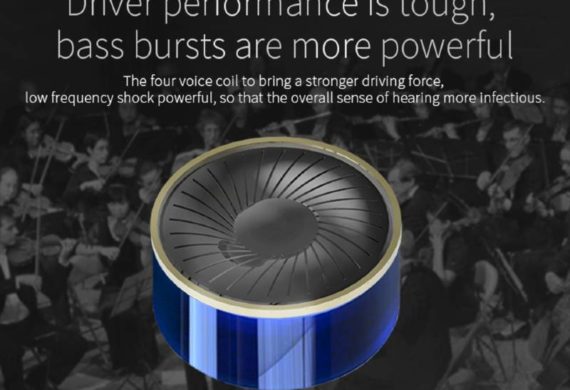 Driver performance is tough,
bass bursts are more powerful
The four voice coil to bring a stronger driving force,
low frequency shock powerful, so that the overall sense of hearing more infectious.